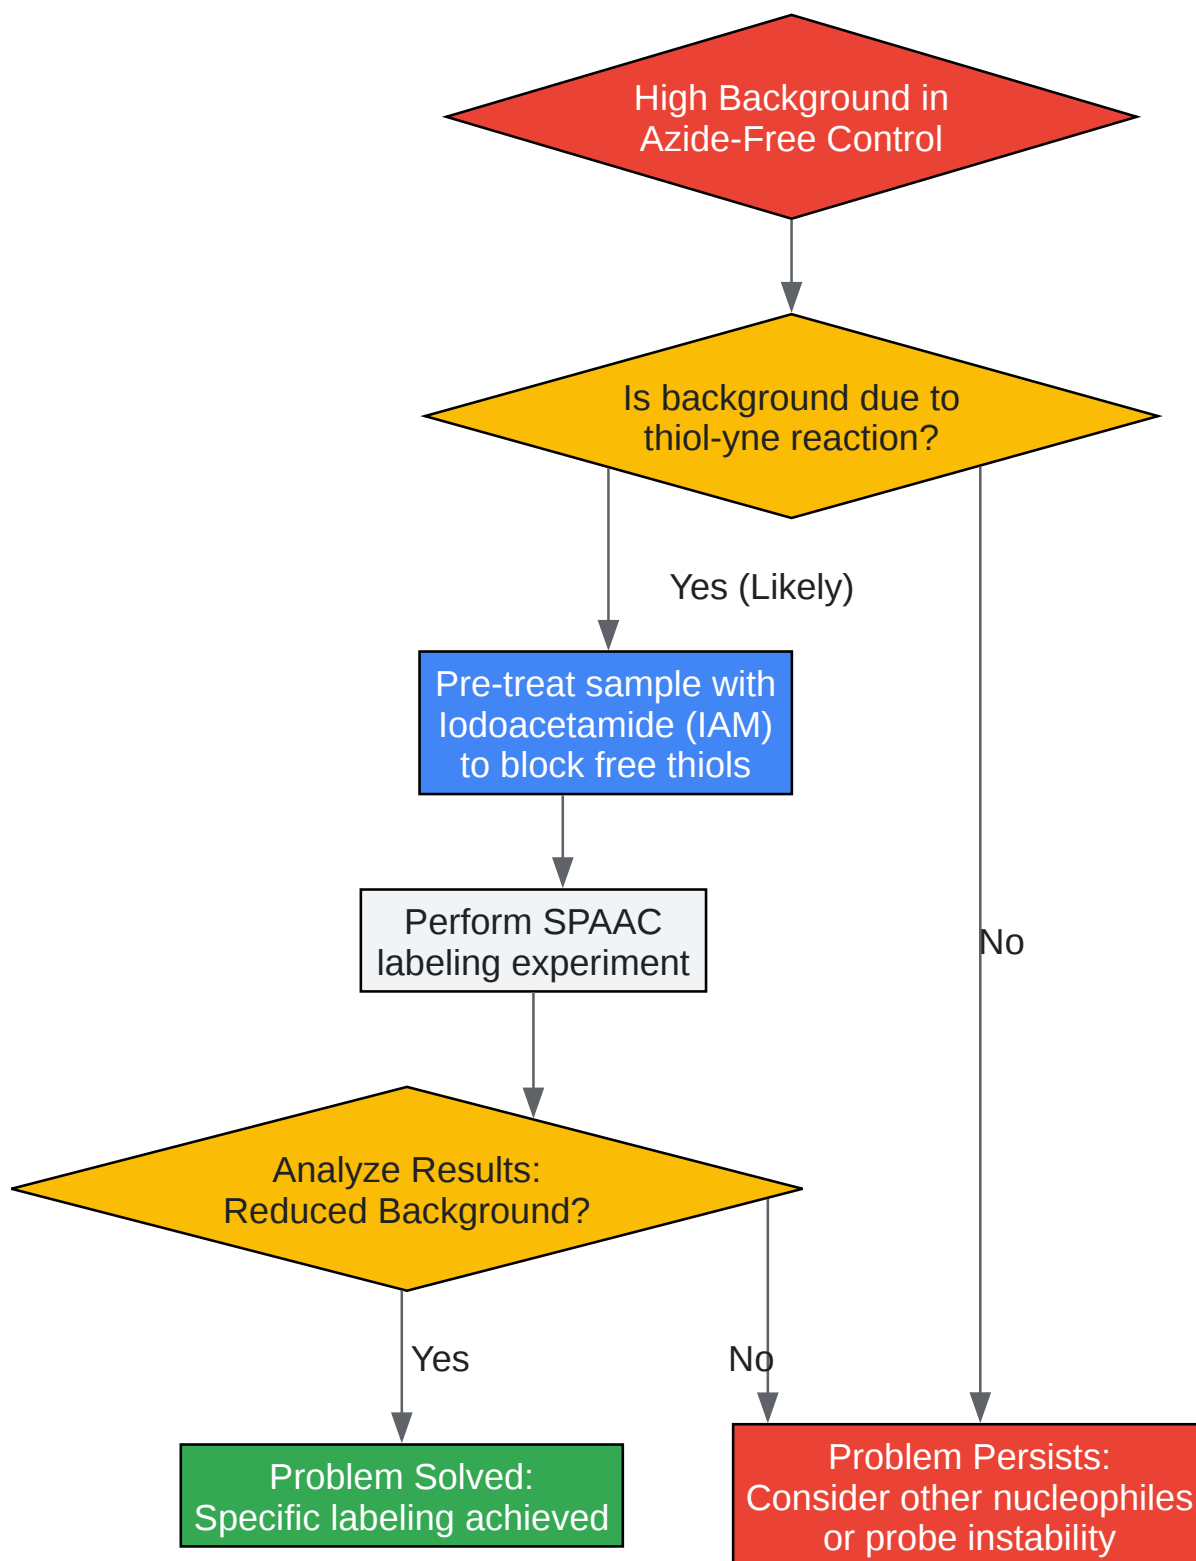 High Background in
Azide-Free Control
Is background due to
thiol-yne reaction?
Yes (Likely)
Pre-treat sample with
Iodoacetamide (IAM)
to block free thiols
Perform SPAAC
labeling experiment
No
Analyze Results:
Reduced Background?
Yes
No
Problem Solved:
Specific labeling achieved
Problem Persists:
Consider other nucleophiles
or probe instability